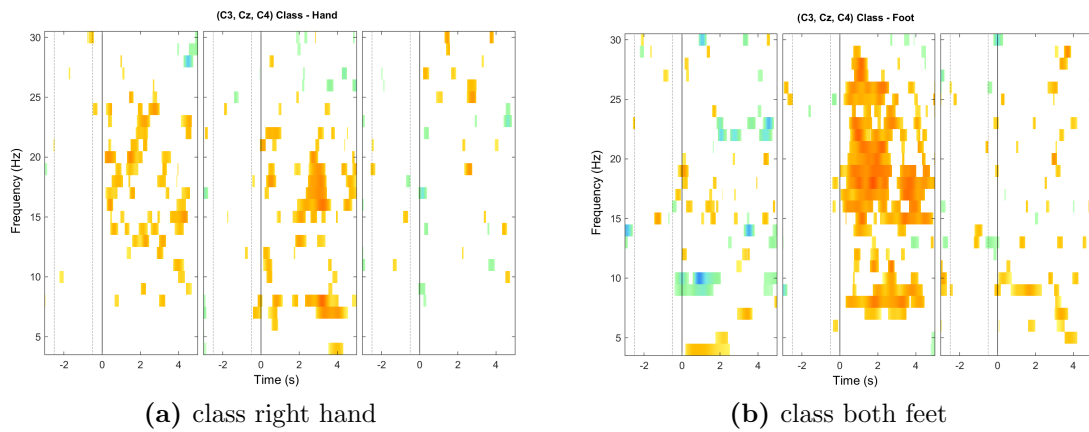 (C3, Cz, C4) Class - Hand
30
25
20
15
10
5
Frequency (Hz)
-2 0 2 4 -2 0 2 4 -2 0 2 4
Time (s)
(a) class right hand
(C3, Cz, C4) Class - Foot
30
25
20
15
10
5
Frequency (Hz)
-2 0 2 4 -2 0 2 4 -2 0 2 4
Time (s)
(b) class both feet